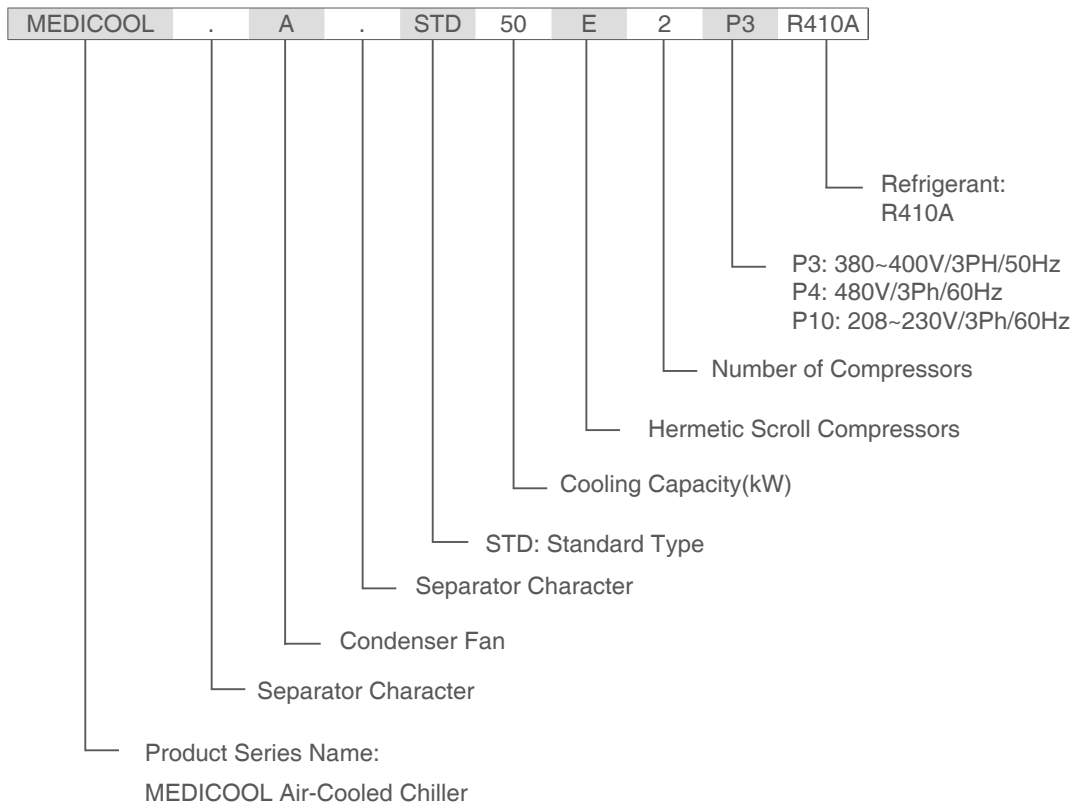 MEDICOOL . A . STD 50 E 2 P3 R410A
Refrigerant:
R410A
P3: 380~400V/3PH/50Hz
P4: 480V/3Ph/60Hz
P10: 208~230V/3Ph/60Hz
Number of Compressors
Hermetic Scroll Compressors
Cooling Capacity(kW)
STD: Standard Type
Separator Character
Condenser Fan
Separator Character
Product Series Name:
MEDICOOL Air-Cooled Chiller